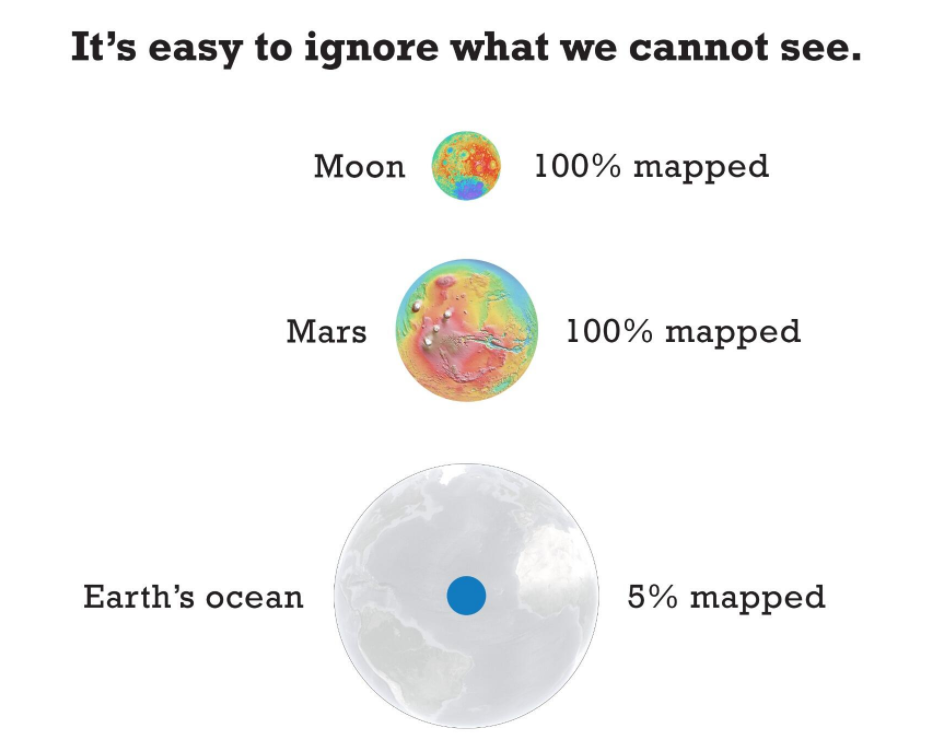 It's easy to ignore what we cannot see.
Moon 100% mapped
Mars 100% mapped
Earth's ocean 5% mapped